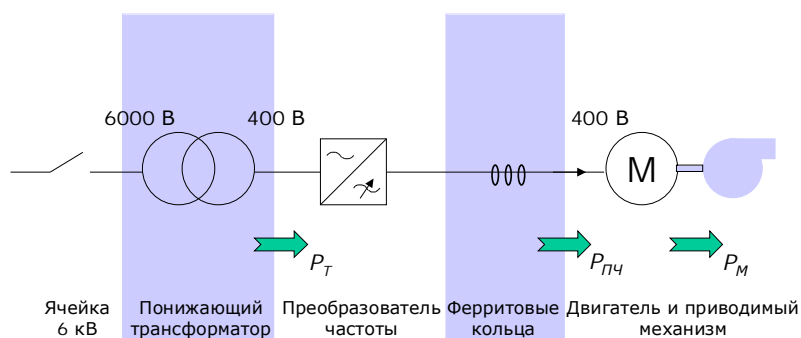 6000 В
400 В
400 В
М
PТ
PПЧ
PМ
Ячейка
6 кВ
Понижающий
трансформатор
Преобразователь
частоты
Ферритовые
кольца
Двигатель и приводимый
механизм